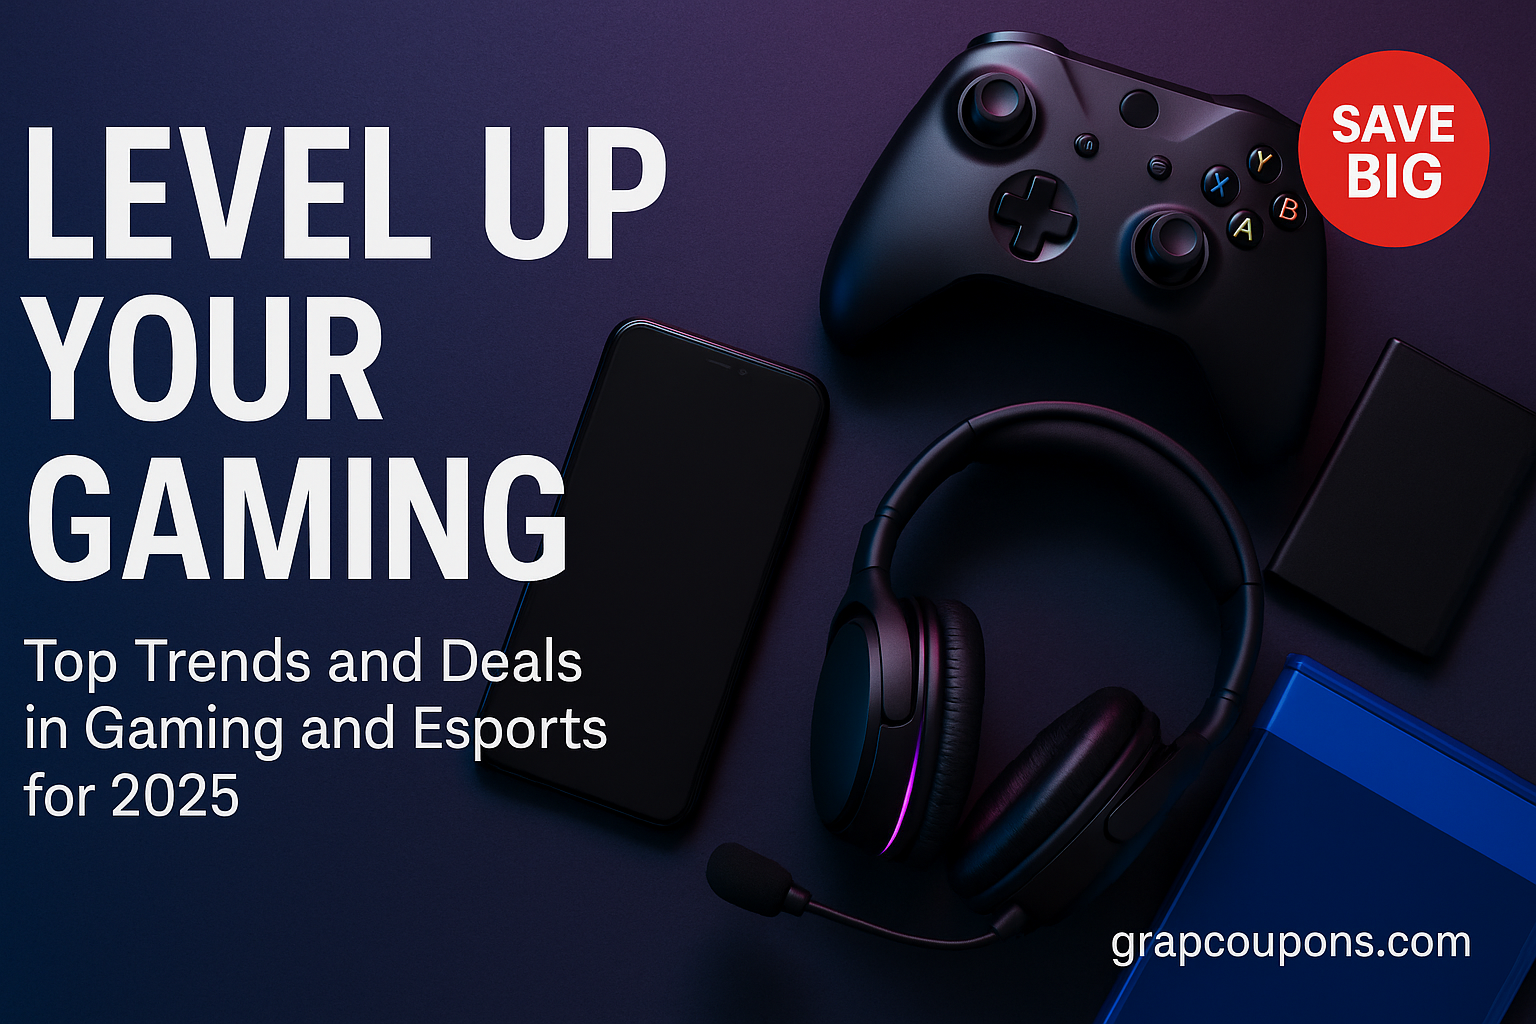 LEVEL UP
YOUR
GAMING
Top Trends and Deals
in Gaming and Esports
for 2025
SAVE
BIG
Y
X
B
A
grapcoupons.com